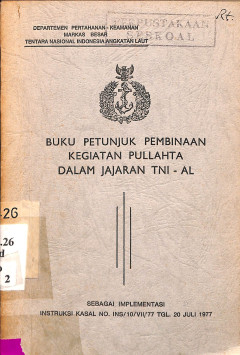 DEPARTEMEN PERTAHANAN - KEAMANAN
MARKAS BESAR
TENTARA NASIONAL INDONESIA ANGKATAN LAUT
PERPUSTAKAAN
BUKU PETUNJUK PEMBINAAN
KEGIATAN PULLAHTA
DALAM JAJARAN TNI - AL
-26
.26
d
2
SEBAGAI IMPLEMENTASI
INSTRUKSI KASAL NO. INS/10/VII/77 TGL. 20 JULI 1977